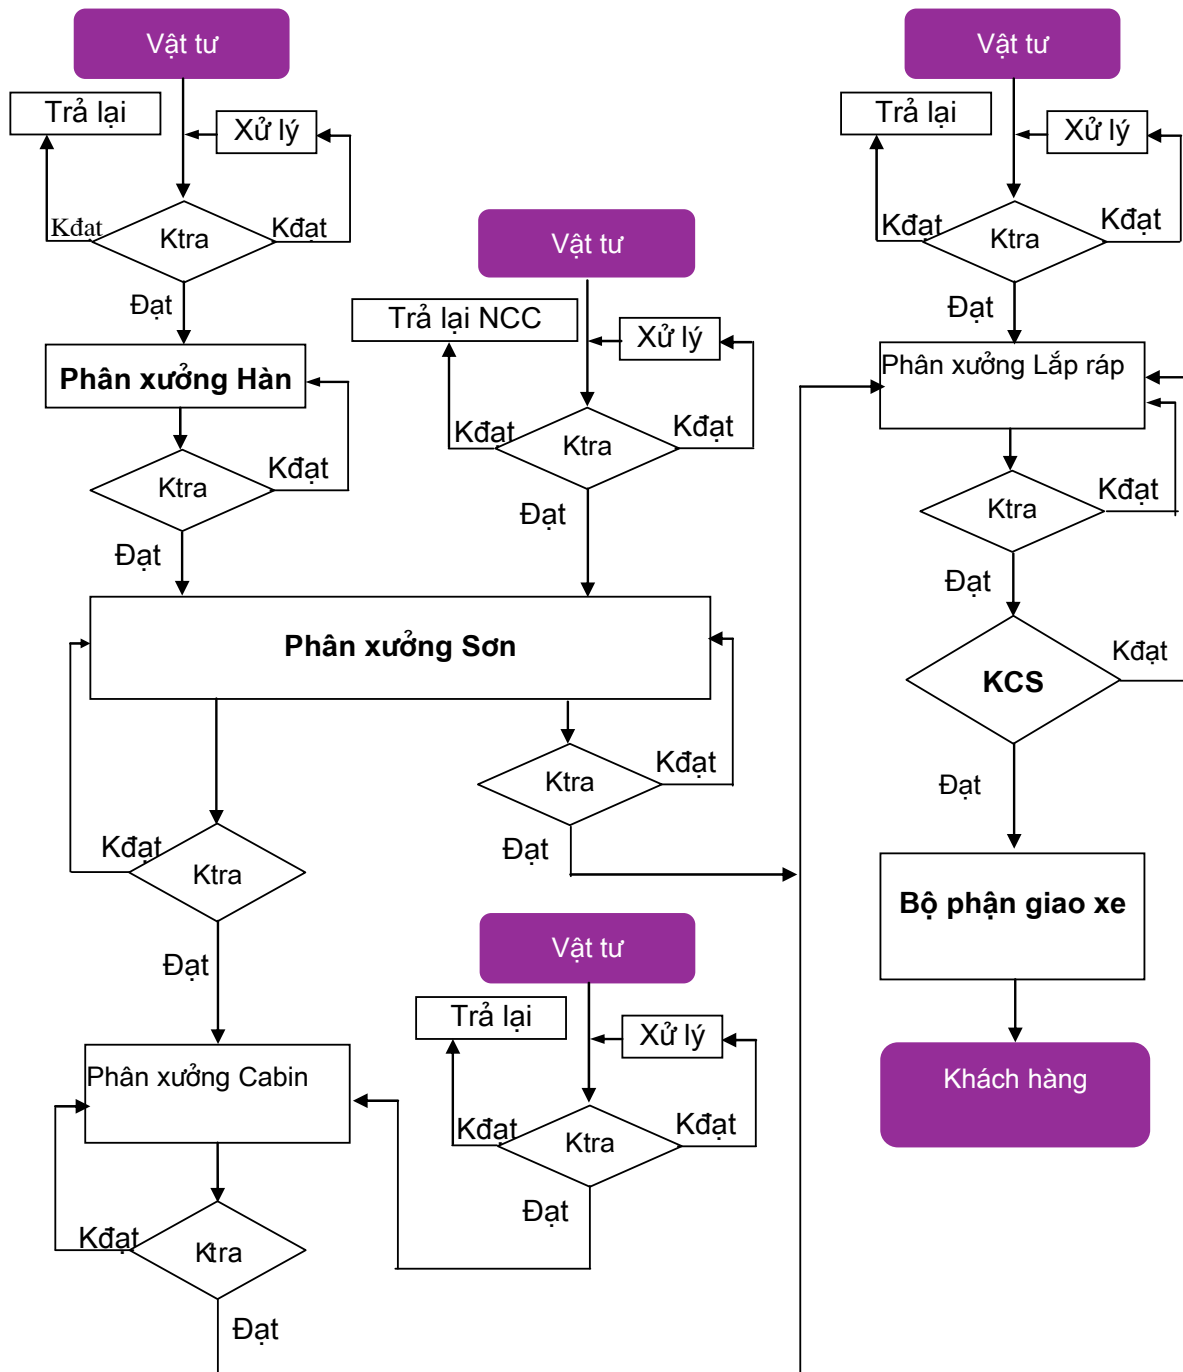 Vật tư
Trả lại
Xử lý
Kđạt
Ktra
Kđạt
Đạt
Phân xưởng Hàn
Ktra
Kđạt
Đạt
Vật tư
Trả lại NCC
Xử lý
Kđạt
Ktra
Kđạt
Đạt
Phân xưởng Sơn
Ktra
Kđạt
Đạt
Kđạt
Ktra
Đạt
Vật tư
Trả lại
Xử lý
Kđạt
Ktra
Kđạt
Đạt
Phân xưởng Cabin
Kđạt
Ktra
Đạt
Vật tư
Trả lại
Xử lý
Kđạt
Ktra
Kđạt
Đạt
Phân xưởng Lắp ráp
Ktra
Kđạt
Đạt
KCS
Kđạt
Đạt
Bộ phận giao xe
Khách hàng